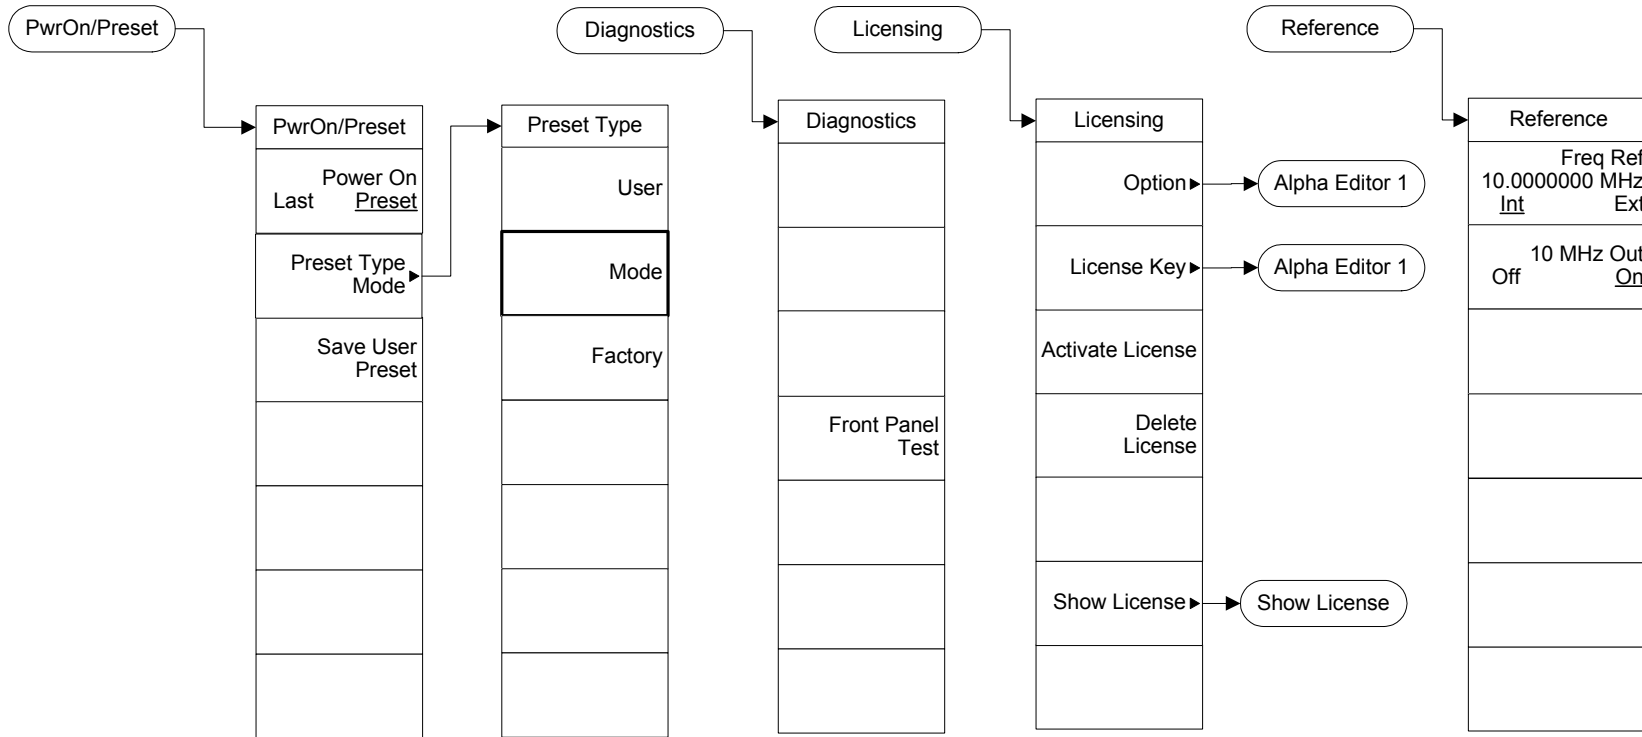 PwrOn/Preset
Diagnostics
Licensing
Reference
PwrOn/Preset
Power On
Last Preset
Preset Type
Mode
Save User
Preset
Preset Type
User
Mode
Factory
Diagnostics
Front Panel
Test
Licensing
Option
License Key
Activate License
Delete
License
Show License
Alpha Editor 1
Alpha Editor 1
Show License
Reference
Freq Ref
10.0000000 MHz
Int Ext
10 MHz Out
Off On